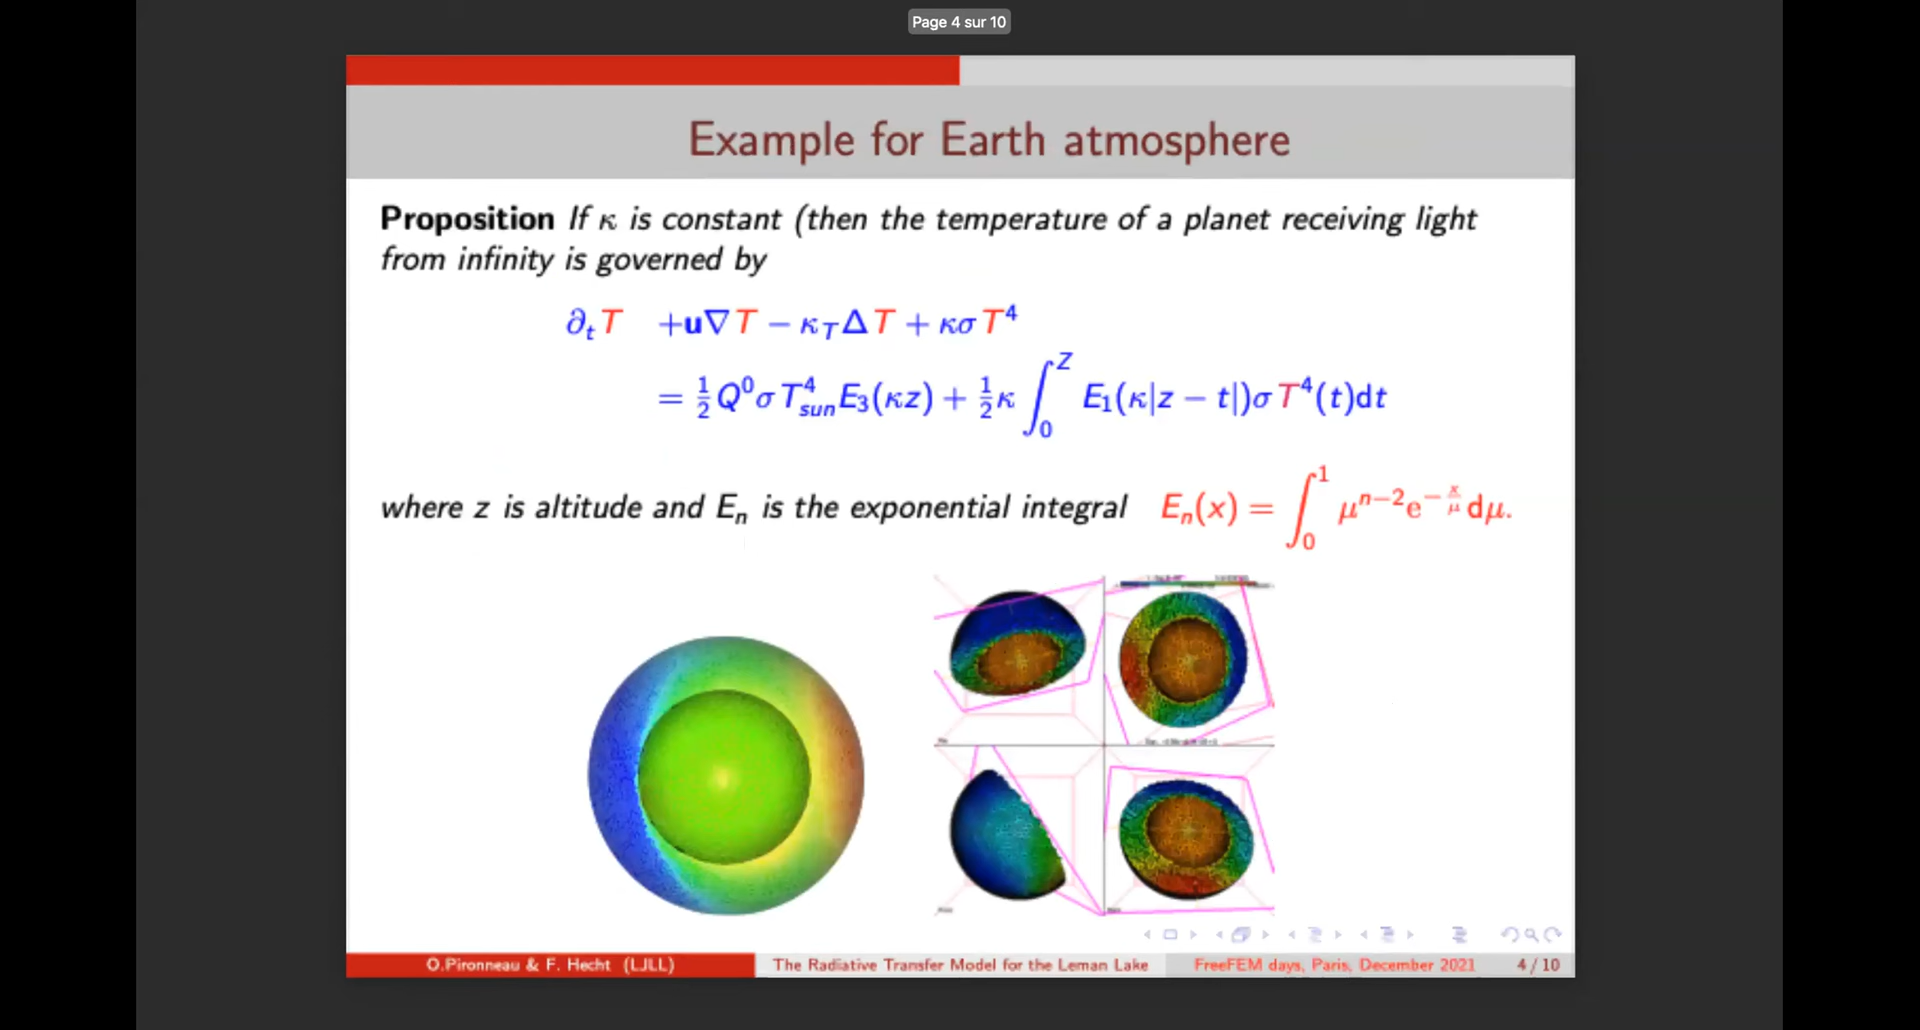 Page 4 sur 10
Example for Earth atmosphere
Proposition If κ is constant (then the temperature of a planet receiving light
from infinity is governed by
∂ₜT +u∇T − κ_TΔT + κσT⁴
= ½Q⁰σT⁴_sun E₃(κz) + ½κ ∫₀^Z E₁(κ|z − t|)σT⁴(t)dt
where z is altitude and Eₙ is the exponential integral Eₙ(x) = ∫₀¹ μⁿ⁻²e^(−x/μ)dμ.
O.Pironneau & F. Hecht (LJLL) The Radiative Transfer Model for the Leman Lake FreeFEM days, Paris, December 2021 4 / 10